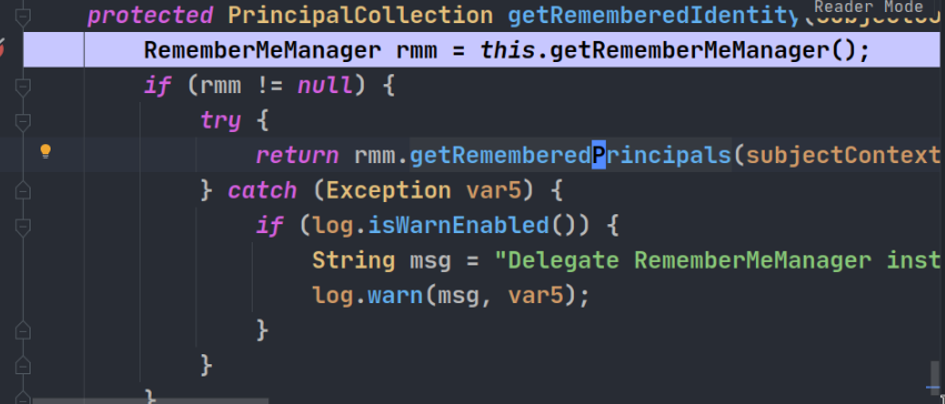 Reader Mode
protected PrincipalCollection getRememberedIdentity(
RememberMeManager rmm = this.getRememberMeManager();
if (rmm != null) {
try {
return rmm.getRememberedPrincipals(subjectContext
} catch (Exception var5) {
if (log.isWarnEnabled()) {
String msg = "Delegate RememberMeManager inst
log.warn(msg, var5);
}
}
}